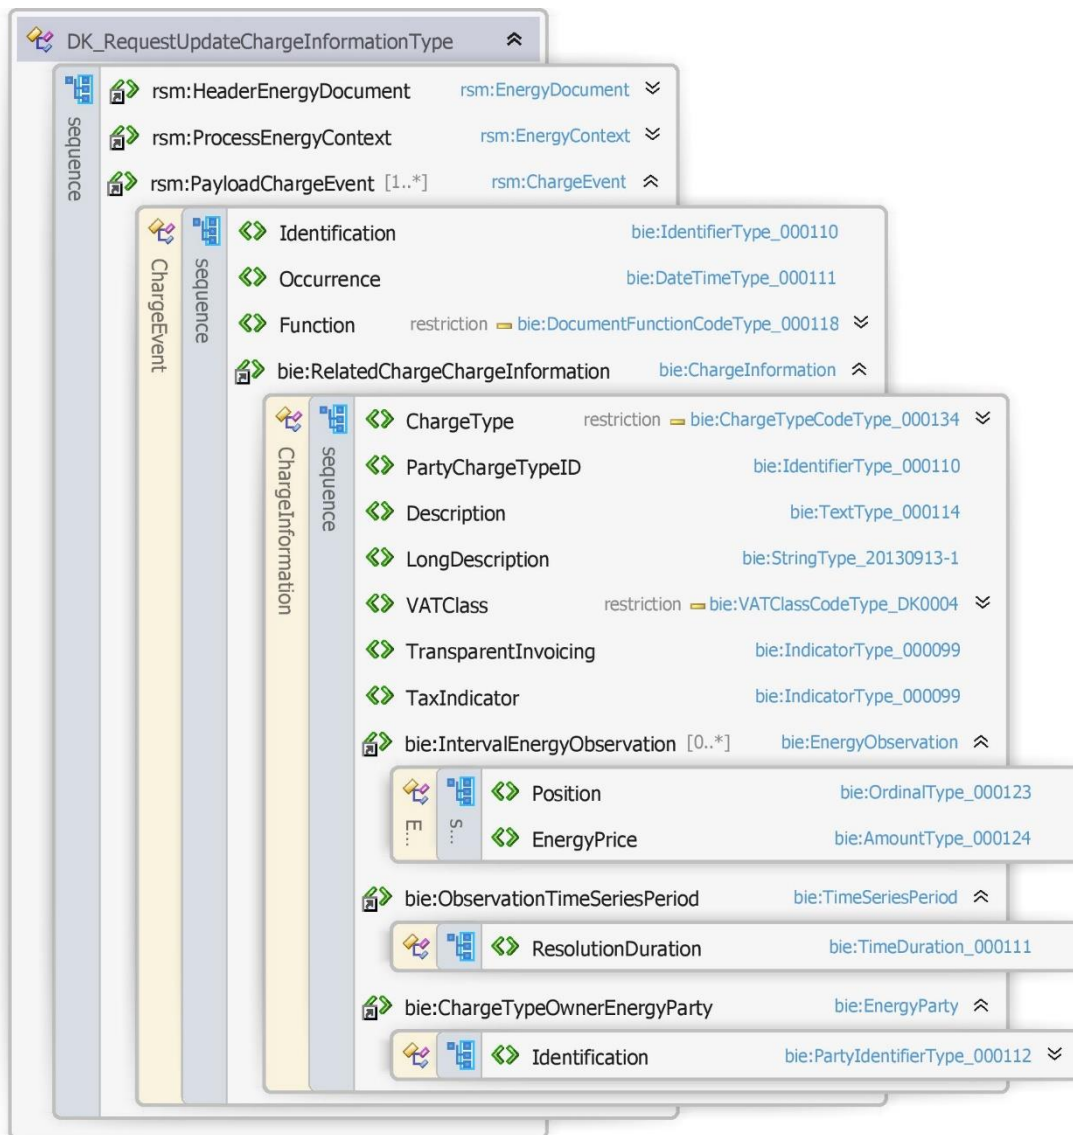 DK_RequestUpdateChargeInformationType
sequence
rsm:HeaderEnergyDocument rsm:EnergyDocument
rsm:ProcessEnergyContext rsm:EnergyContext
rsm:PayloadChargeEvent [1..*] rsm:ChargeEvent
ChargeEvent
sequence
Identification bie:IdentifierType_000110
Occurrence bie:DateTimeType_000111
Function restriction bie:DocumentFunctionCodeType_000118
bie:RelatedChargeChargeInformation bie:ChargeInformation
ChargeInformation
sequence
ChargeType restriction bie:ChargeTypeCodeType_000134
PartyChargeTypeID bie:IdentifierType_000110
Description bie:TextType_000114
LongDescription bie:StringType_20130913-1
VATClass restriction bie:VATClassCodeType_DK0004
TransparentInvoicing bie:IndicatorType_000099
TaxIndicator bie:IndicatorType_000099
bie:IntervalEnergyObservation [0..*] bie:EnergyObservation
E...
s...
Position bie:OrdinalType_000123
EnergyPrice bie:AmountType_000124
bie:ObservationTimeSeriesPeriod bie:TimeSeriesPeriod
ResolutionDuration bie:TimeDuration_000111
bie:ChargeTypeOwnerEnergyParty bie:EnergyParty
Identification bie:PartyIdentifierType_000112